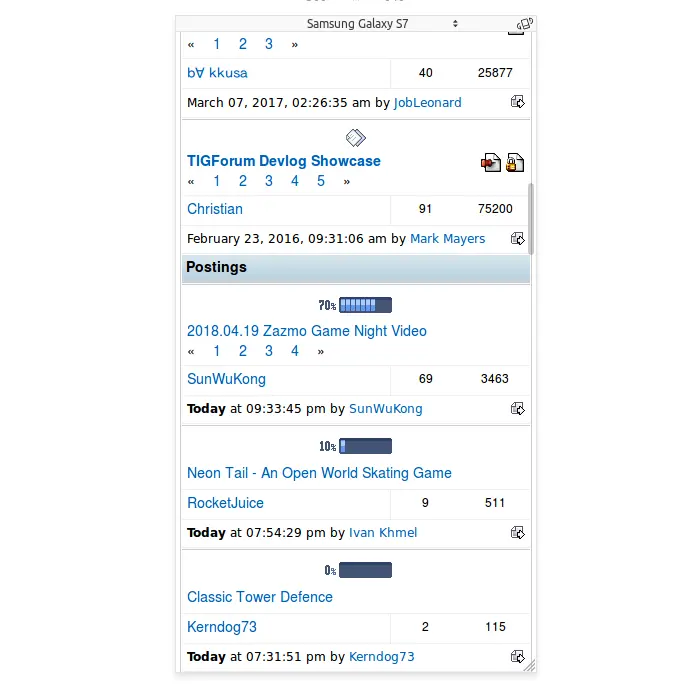 Samsung Galaxy S7
« 1 2 3 »
b∀ kkusa 40 25877
March 07, 2017, 02:26:35 am by JobLeonard
TIGForum Devlog Showcase
« 1 2 3 4 5 »
Christian 91 75200
February 23, 2016, 09:31:06 am by Mark Mayers
Postings
70%
2018.04.19 Zazmo Game Night Video
« 1 2 3 4 »
SunWuKong 69 3463
Today at 09:33:45 pm by SunWuKong
10%
Neon Tail - An Open World Skating Game
RocketJuice 9 511
Today at 07:54:29 pm by Ivan Khmel
0%
Classic Tower Defence
Kerndog73 2 115
Today at 07:31:51 pm by Kerndog73